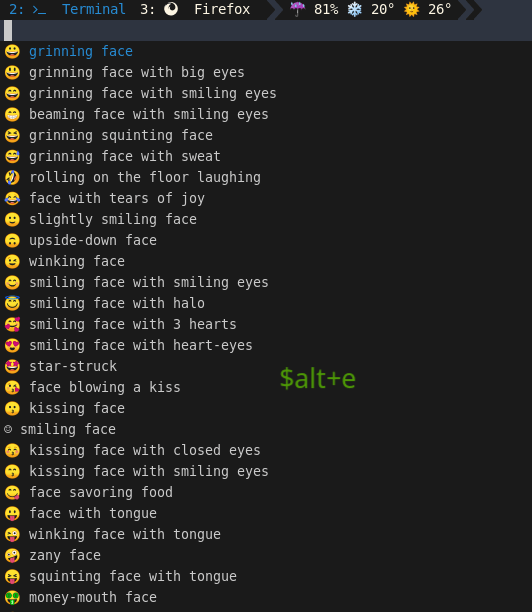 2: ›_ Terminal 3: Firefox ☔ 81% ❄ 20° 🌞 26°
😀 grinning face
😃 grinning face with big eyes
😄 grinning face with smiling eyes
😁 beaming face with smiling eyes
😆 grinning squinting face
😅 grinning face with sweat
🤣 rolling on the floor laughing
😂 face with tears of joy
🙂 slightly smiling face
🙃 upside-down face
😉 winking face
😊 smiling face with smiling eyes
😇 smiling face with halo
🥰 smiling face with 3 hearts
😍 smiling face with heart-eyes
🤩 star-struck
$alt+e
😘 face blowing a kiss
😗 kissing face
☺ smiling face
😚 kissing face with closed eyes
😙 kissing face with smiling eyes
😋 face savoring food
😛 face with tongue
😜 winking face with tongue
🤪 zany face
😝 squinting face with tongue
🤑 money-mouth face